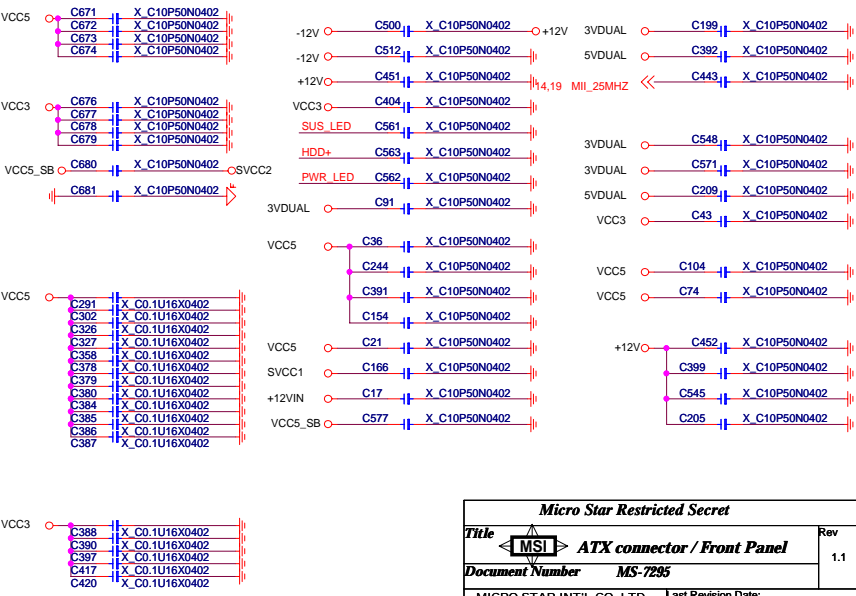 VCC5
C671 X_C10P50N0402
C672 X_C10P50N0402
C673 X_C10P50N0402
C674 X_C10P50N0402
VCC3
C676 X_C10P50N0402
C677 X_C10P50N0402
C678 X_C10P50N0402
C679 X_C10P50N0402
VCC5_SB C680 X_C10P50N0402 SVCC2
C681 X_C10P50N0402
VCC5
C291 X_C0.1U16X0402
C302 X_C0.1U16X0402
C326 X_C0.1U16X0402
C327 X_C0.1U16X0402
C358 X_C0.1U16X0402
C378 X_C0.1U16X0402
C379 X_C0.1U16X0402
C380 X_C0.1U16X0402
C384 X_C0.1U16X0402
C385 X_C0.1U16X0402
C386 X_C0.1U16X0402
C387 X_C0.1U16X0402
VCC3
C388 X_C0.1U16X0402
C390 X_C0.1U16X0402
C397 X_C0.1U16X0402
C417 X_C0.1U16X0402
C420 X_C0.1U16X0402
-12V C500 X_C10P50N0402 +12V
-12V C512 X_C10P50N0402
+12V C451 X_C10P50N0402
VCC3 C404 X_C10P50N0402
SUS_LED C561 X_C10P50N0402
HDD+ C563 X_C10P50N0402
PWR_LED C562 X_C10P50N0402
3VDUAL C91 X_C10P50N0402
VCC5 C36 X_C10P50N0402
C244 X_C10P50N0402
C391 X_C10P50N0402
C154 X_C10P50N0402
VCC5 C21 X_C10P50N0402
SVCC1 C166 X_C10P50N0402
+12VIN C17 X_C10P50N0402
VCC5_SB C577 X_C10P50N0402
3VDUAL C199 X_C10P50N0402
5VDUAL C392 X_C10P50N0402
14,19 MII_25MHZ C443 X_C10P50N0402
3VDUAL C548 X_C10P50N0402
3VDUAL C571 X_C10P50N0402
5VDUAL C209 X_C10P50N0402
VCC3 C43 X_C10P50N0402
VCC5 C104 X_C10P50N0402
VCC5 C74 X_C10P50N0402
+12V C452 X_C10P50N0402
C399 X_C10P50N0402
C545 X_C10P50N0402
C205 X_C10P50N0402
Micro Star Restricted Secret
Title MSI ATX connector / Front Panel
Rev
1.1
Document Number MS-7295
MICRO STAR INT'L CO.,LTD. Last Revision Date: